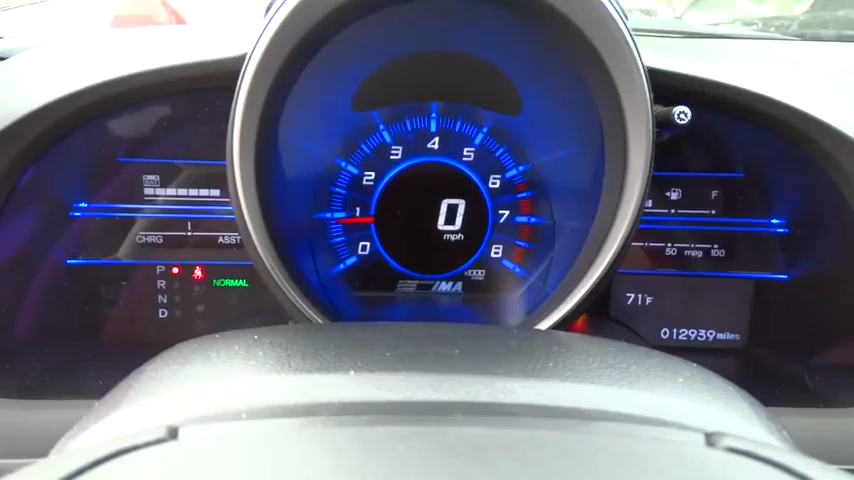 BAT
CHRG ASST
P
R
N
D
NORMAL
0
1
2
3
4
5
6
7
8
0
mph
x1000
IMA
F
50 mpg 100
71°F
012939 miles